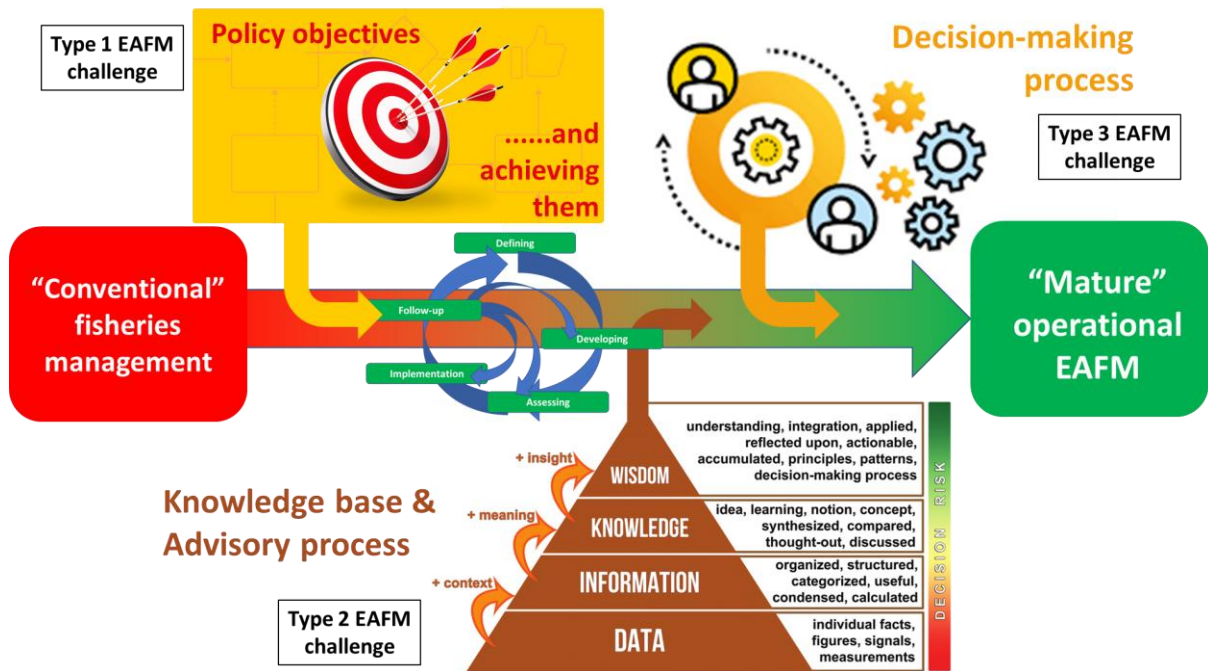 Type 1 EAFM
challenge
Policy objectives
......and
achieving
them
Decision-making
process
Type 3 EAFM
challenge
“Conventional”
fisheries
management
Defining
Follow-up
Developing
Implementation
Assessing
“Mature”
operational
EAFM
Knowledge base &
Advisory process
Type 2 EAFM
challenge
+ insight
+ meaning
+ context
WISDOM
understanding, integration, applied,
reflected upon, actionable,
accumulated, principles, patterns,
decision-making process
KNOWLEDGE
idea, learning, notion, concept,
synthesized, compared,
thought-out, discussed
INFORMATION
organized, structured,
categorized, useful,
condensed, calculated
DATA
individual facts,
figures, signals,
measurements
DECISION RISK